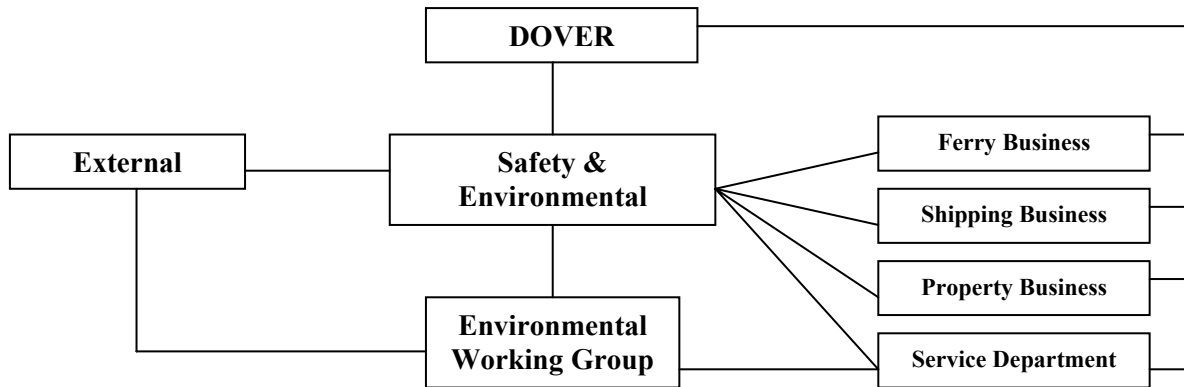 DOVER
External
Safety &
Environmental
Ferry Business
Shipping Business
Property Business
Environmental
Working Group
Service Department